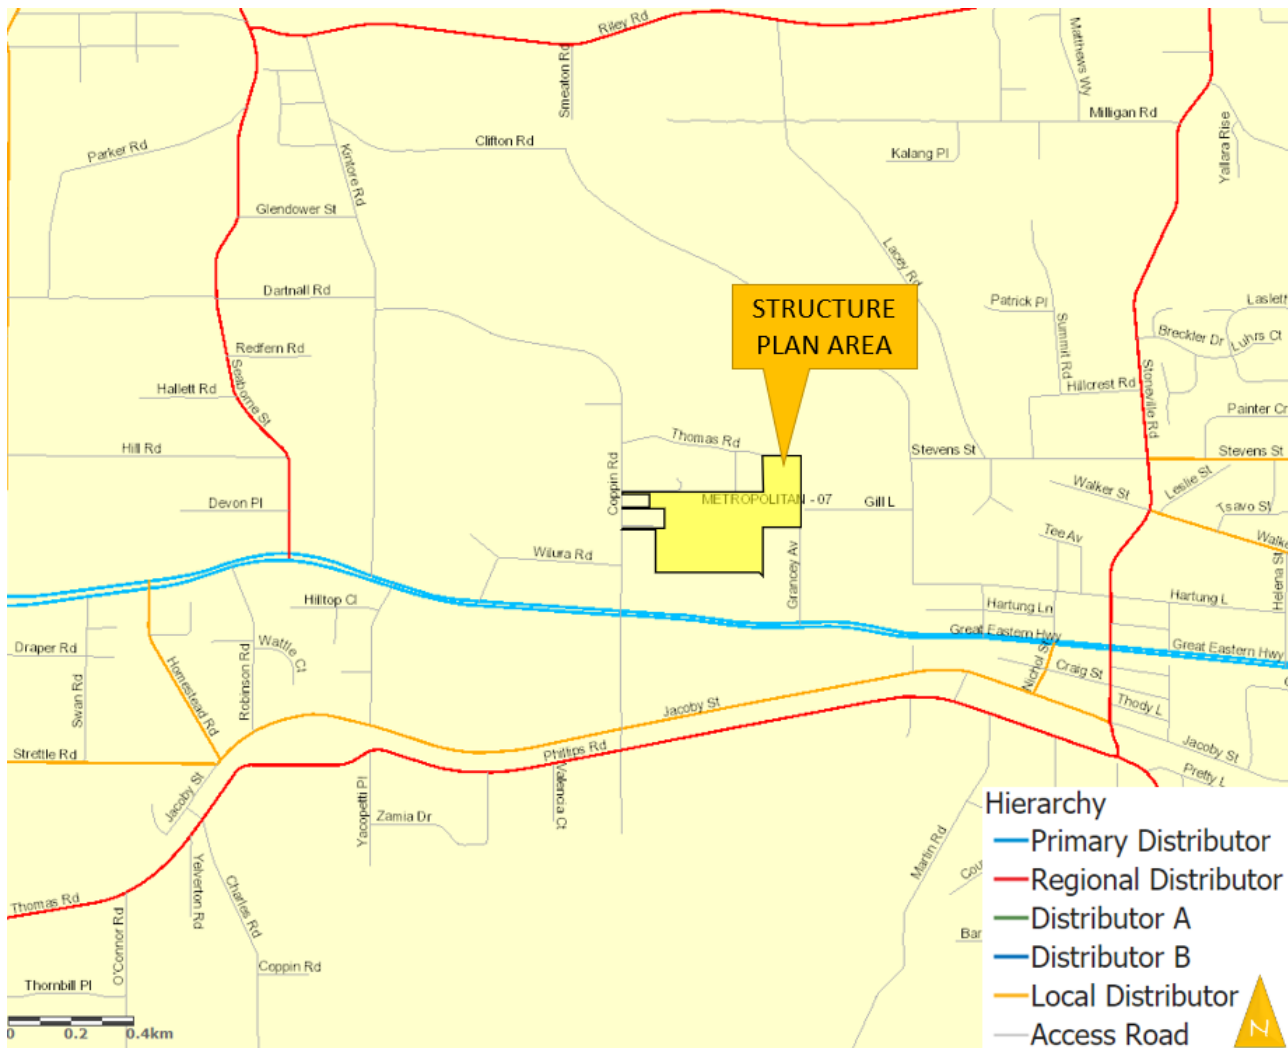 Riley Rd
Smeaton Rd
Matthews Wy
Milligan Rd
Yallara Rise
Parker Rd
Kintore Rd
Clifton Rd
Kalang Pl
Glendower St
Lacey Rd
Dartnall Rd
STRUCTURE
PLAN AREA
Patrick Pl
Summit Rd
Breckler Dr
Luhrs Ct
Redfern Rd
Seaborne St
Hallett Rd
Hillcrest Rd
Stoneville Rd
Painter Cr
Hill Rd
Thomas Rd
Coppin Rd
Stevens St
Stevens St
Devon Pl
METROPOLITAN - 07
Gill L
Walker St
Leslie St
Tsavo St
Tee Av
Walke
Wilura Rd
Grancey Av
Helena St
Hilltop Cl
Hartung Ln
Hartung L
Great Eastern Hwy
Great Eastern Hwy
Draper Rd
Swan Rd
Homestead Rd
Robinson Rd
Wattle Ct
Nichol St
Craig St
Thody L
Jacoby St
Jacoby St
Strettle Rd
Phillips Rd
Jacoby St
Yacopetti Pl
Zamia Dr
Valencia Ct
Pretty L
Martin Rd
Cou
Bar
Thomas Rd
Yelverton Rd
Charles Rd
O'Connor Rd
Coppin Rd
Thornbill Pl
0 0.2 0.4km
Hierarchy
Primary Distributor
Regional Distributor
Distributor A
Distributor B
Local Distributor
Access Road
N